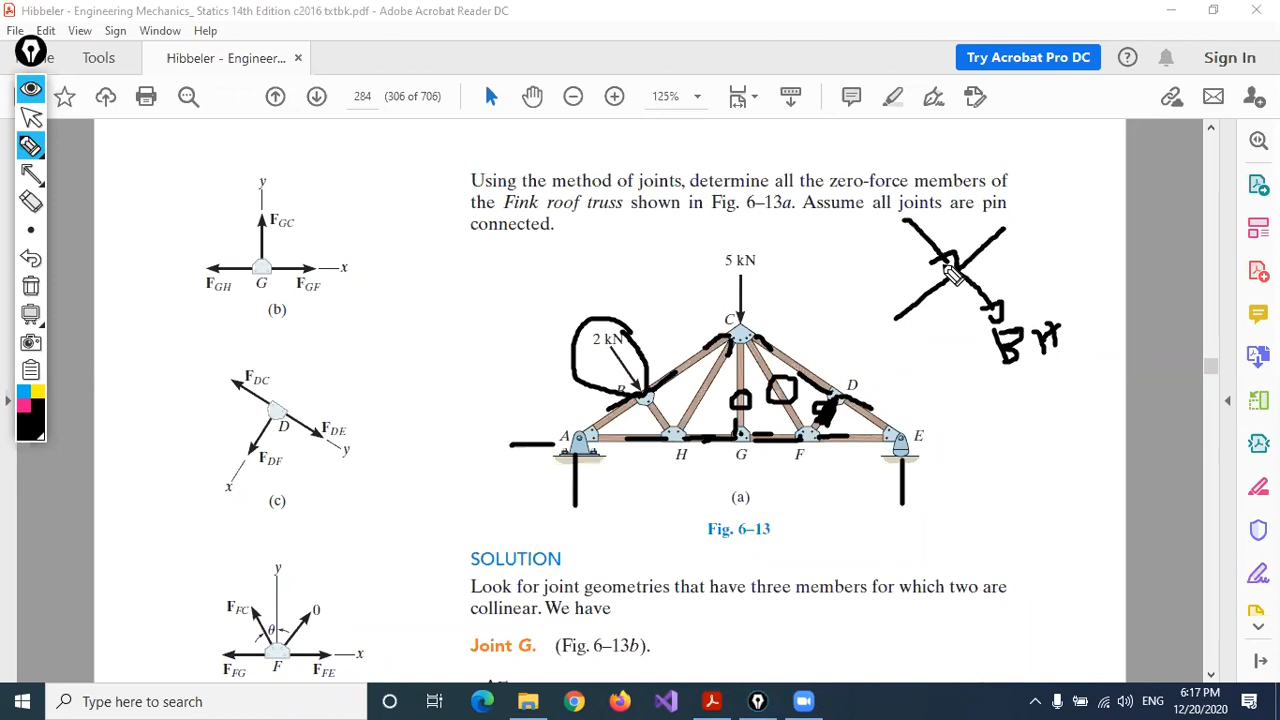 Hibbeler - Engineering Mechanics_ Statics 14th Edition c2016 txtbk.pdf - Adobe Acrobat Reader DC
File Edit View Sign Window Help
Tools Hibbeler - Engineer... × Try Acrobat Pro DC Sign In
284 (306 of 706) 125%
Using the method of joints, determine all the zero-force members of
the Fink roof truss shown in Fig. 6–13a. Assume all joints are pin
connected.
y
F_GC
x
F_GH G F_GF
(b)
5 kN
C
2 kN
B H
D
A H G F E
(a)
Fig. 6–13
F_DC
D F_DE
y
F_DF
x
(c)
SOLUTION
Look for joint geometries that have three members for which two are
collinear. We have
Joint G. (Fig. 6–13b).
y
F_FC 0
θ
x
F_FG F F_FE
Type here to search
ENG
6:17 PM
12/20/2020